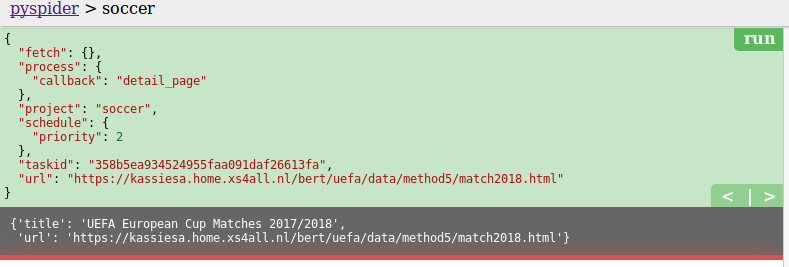 pyspider > soccer
run
{
  "fetch": {},
  "process": {
    "callback": "detail_page"
  },
  "project": "soccer",
  "schedule": {
    "priority": 2
  },
  "taskid": "358b5ea934524955faa091daf26613fa",
  "url": "https://kassiesa.home.xs4all.nl/bert/uefa/data/method5/match2018.html"
}
< | >
{'title': 'UEFA European Cup Matches 2017/2018',
 'url': 'https://kassiesa.home.xs4all.nl/bert/uefa/data/method5/match2018.html'}